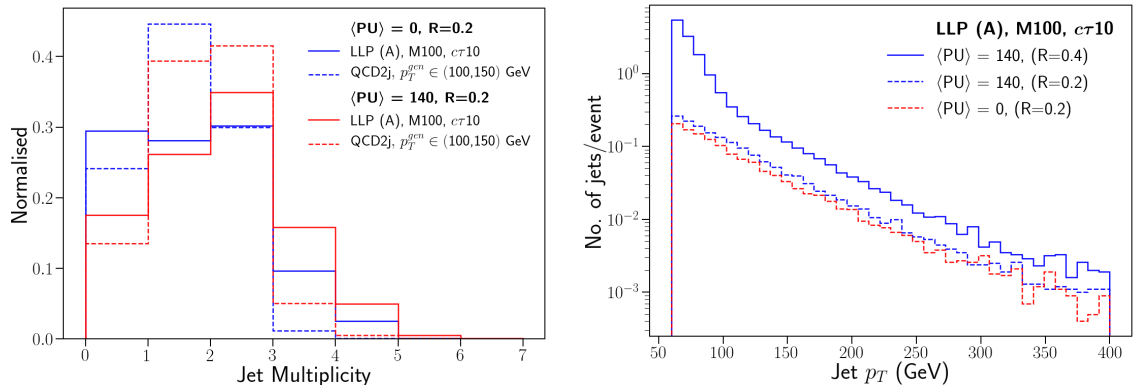 ⟨PU⟩ = 0, R=0.2
LLP (A), M100, cτ10
QCD2j, p_T^gen ∈ (100,150) GeV
⟨PU⟩ = 140, R=0.2
LLP (A), M100, cτ10
QCD2j, p_T^gen ∈ (100,150) GeV
Normalised
0.4
0.3
0.2
0.1
0.0
0 1 2 3 4 5 6 7
Jet Multiplicity
LLP (A), M100, cτ10
⟨PU⟩ = 140, (R=0.4)
⟨PU⟩ = 140, (R=0.2)
⟨PU⟩ = 0, (R=0.2)
No. of jets/event
10^0
10^−1
10^−2
10^−3
50 100 150 200 250 300 350 400
Jet p_T (GeV)